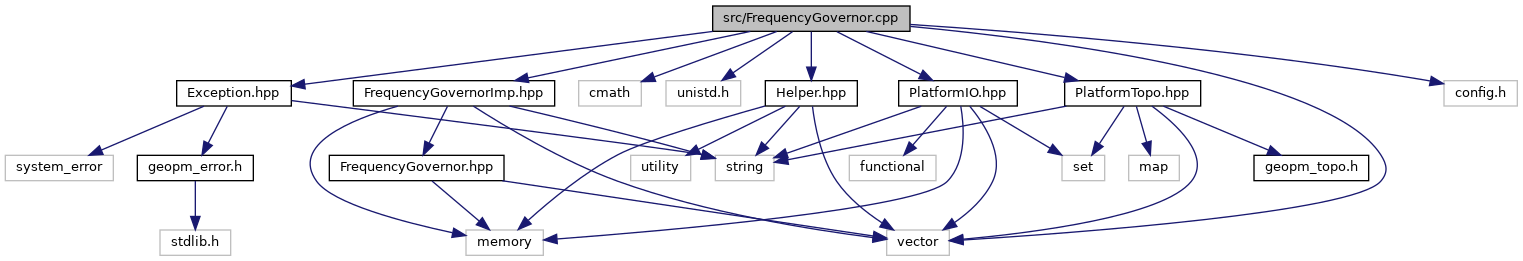 src/FrequencyGovernor.cpp
Exception.hpp
FrequencyGovernorImp.hpp
cmath
unistd.h
Helper.hpp
PlatformIO.hpp
PlatformTopo.hpp
config.h
system_error
geopm_error.h
FrequencyGovernor.hpp
utility
string
functional
set
map
geopm_topo.h
stdlib.h
memory
vector